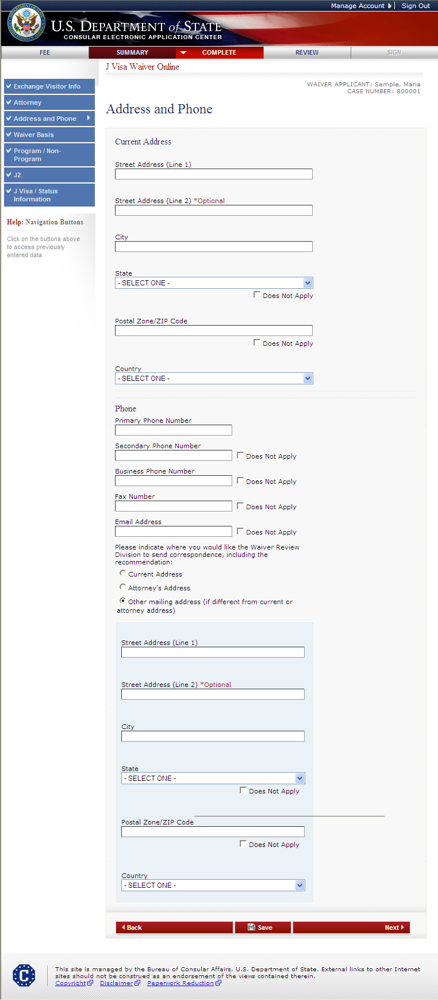 Manage Account | Sign Out
U.S. DEPARTMENT of STATE
CONSULAR ELECTRONIC APPLICATION CENTER
FEE SUMMARY COMPLETE REVIEW SIGN
J Visa Waiver Online
WAIVER APPLICANT: Sample, Maria
CASE NUMBER: 800001
Exchange Visitor Info
Attorney
Address and Phone
Waiver Basis
Program / Non-
Program
J2
J Visa / Status
Information
Help: Navigation Buttons
Click on the buttons above
to access previously
entered data.
Address and Phone
Current Address
Street Address (Line 1)
Street Address (Line 2) *Optional
City
State
- SELECT ONE -
Does Not Apply
Postal Zone/ZIP Code
Does Not Apply
Country
- SELECT ONE -
Phone
Primary Phone Number
Secondary Phone Number
Does Not Apply
Business Phone Number
Does Not Apply
Fax Number
Does Not Apply
Email Address
Does Not Apply
Please indicate where you would like the Waiver Review
Division to send correspondence, including the
recommendation:
Current Address
Attorney's Address
Other mailing address (if different from current or
attorney address)
Street Address (Line 1)
Street Address (Line 2) *Optional
City
State
- SELECT ONE -
Does Not Apply
Postal Zone/ZIP Code
Does Not Apply
Country
- SELECT ONE -
Back Save Next
C
This site is managed by the Bureau of Consular Affairs, U.S. Department of State. External links to other Internet
sites should not be construed as an endorsement of the views contained therein.
Copyright Disclaimer Paperwork Reduction